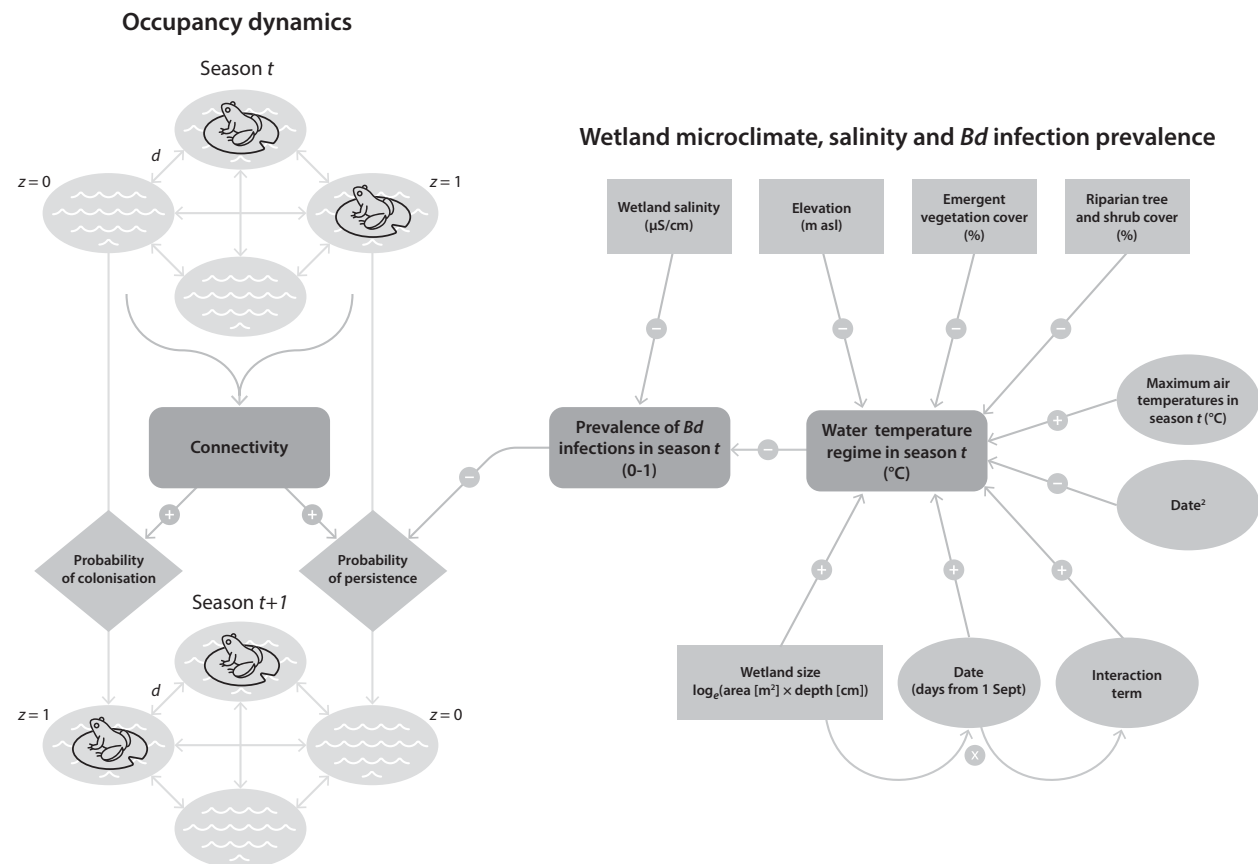 Occupancy dynamics
Season t
d
z = 0
z = 1
Connectivity
+
+
Probability
of colonisation
Probability
of persistence
Season t+1
d
z = 1
z = 0
Wetland microclimate, salinity and Bd infection prevalence
Wetland salinity
(µS/cm)
Elevation
(m asl)
Emergent
vegetation cover
(%)
Riparian tree
and shrub cover
(%)
−
−
−
−
Maximum air
temperatures in
season t (°C)
+
Prevalence of Bd
infections in season t
(0-1)
−
−
Water temperature
regime in season t
(°C)
−
Date²
+
+
+
Wetland size
logₑ(area [m²] × depth [cm])
Date
(days from 1 Sept)
Interaction
term
x